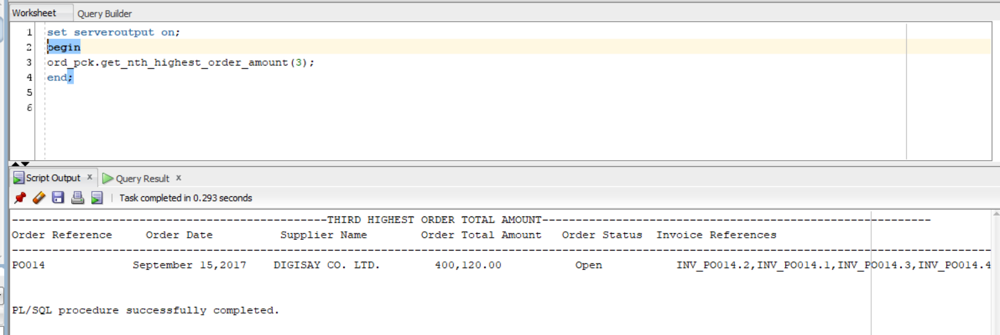 Worksheet Query Builder
1 set serveroutput on;
2 begin
3 ord_pck.get_nth_highest_order_amount(3);
4 end;
5
6
Script Output x Query Result x
Task completed in 0.293 seconds
-----------------------------------------------THIRD HIGHEST ORDER TOTAL AMOUNT----------------------------------------------------------
Order Reference Order Date Supplier Name Order Total Amount Order Status Invoice References
--------------------------------------------------------------------------------------------------------------------------------------------------
PO014 September 15,2017 DIGISAY CO. LTD. 400,120.00 Open INV_PO014.2,INV_PO014.1,INV_PO014.3,INV_PO014.4
PL/SQL procedure successfully completed.